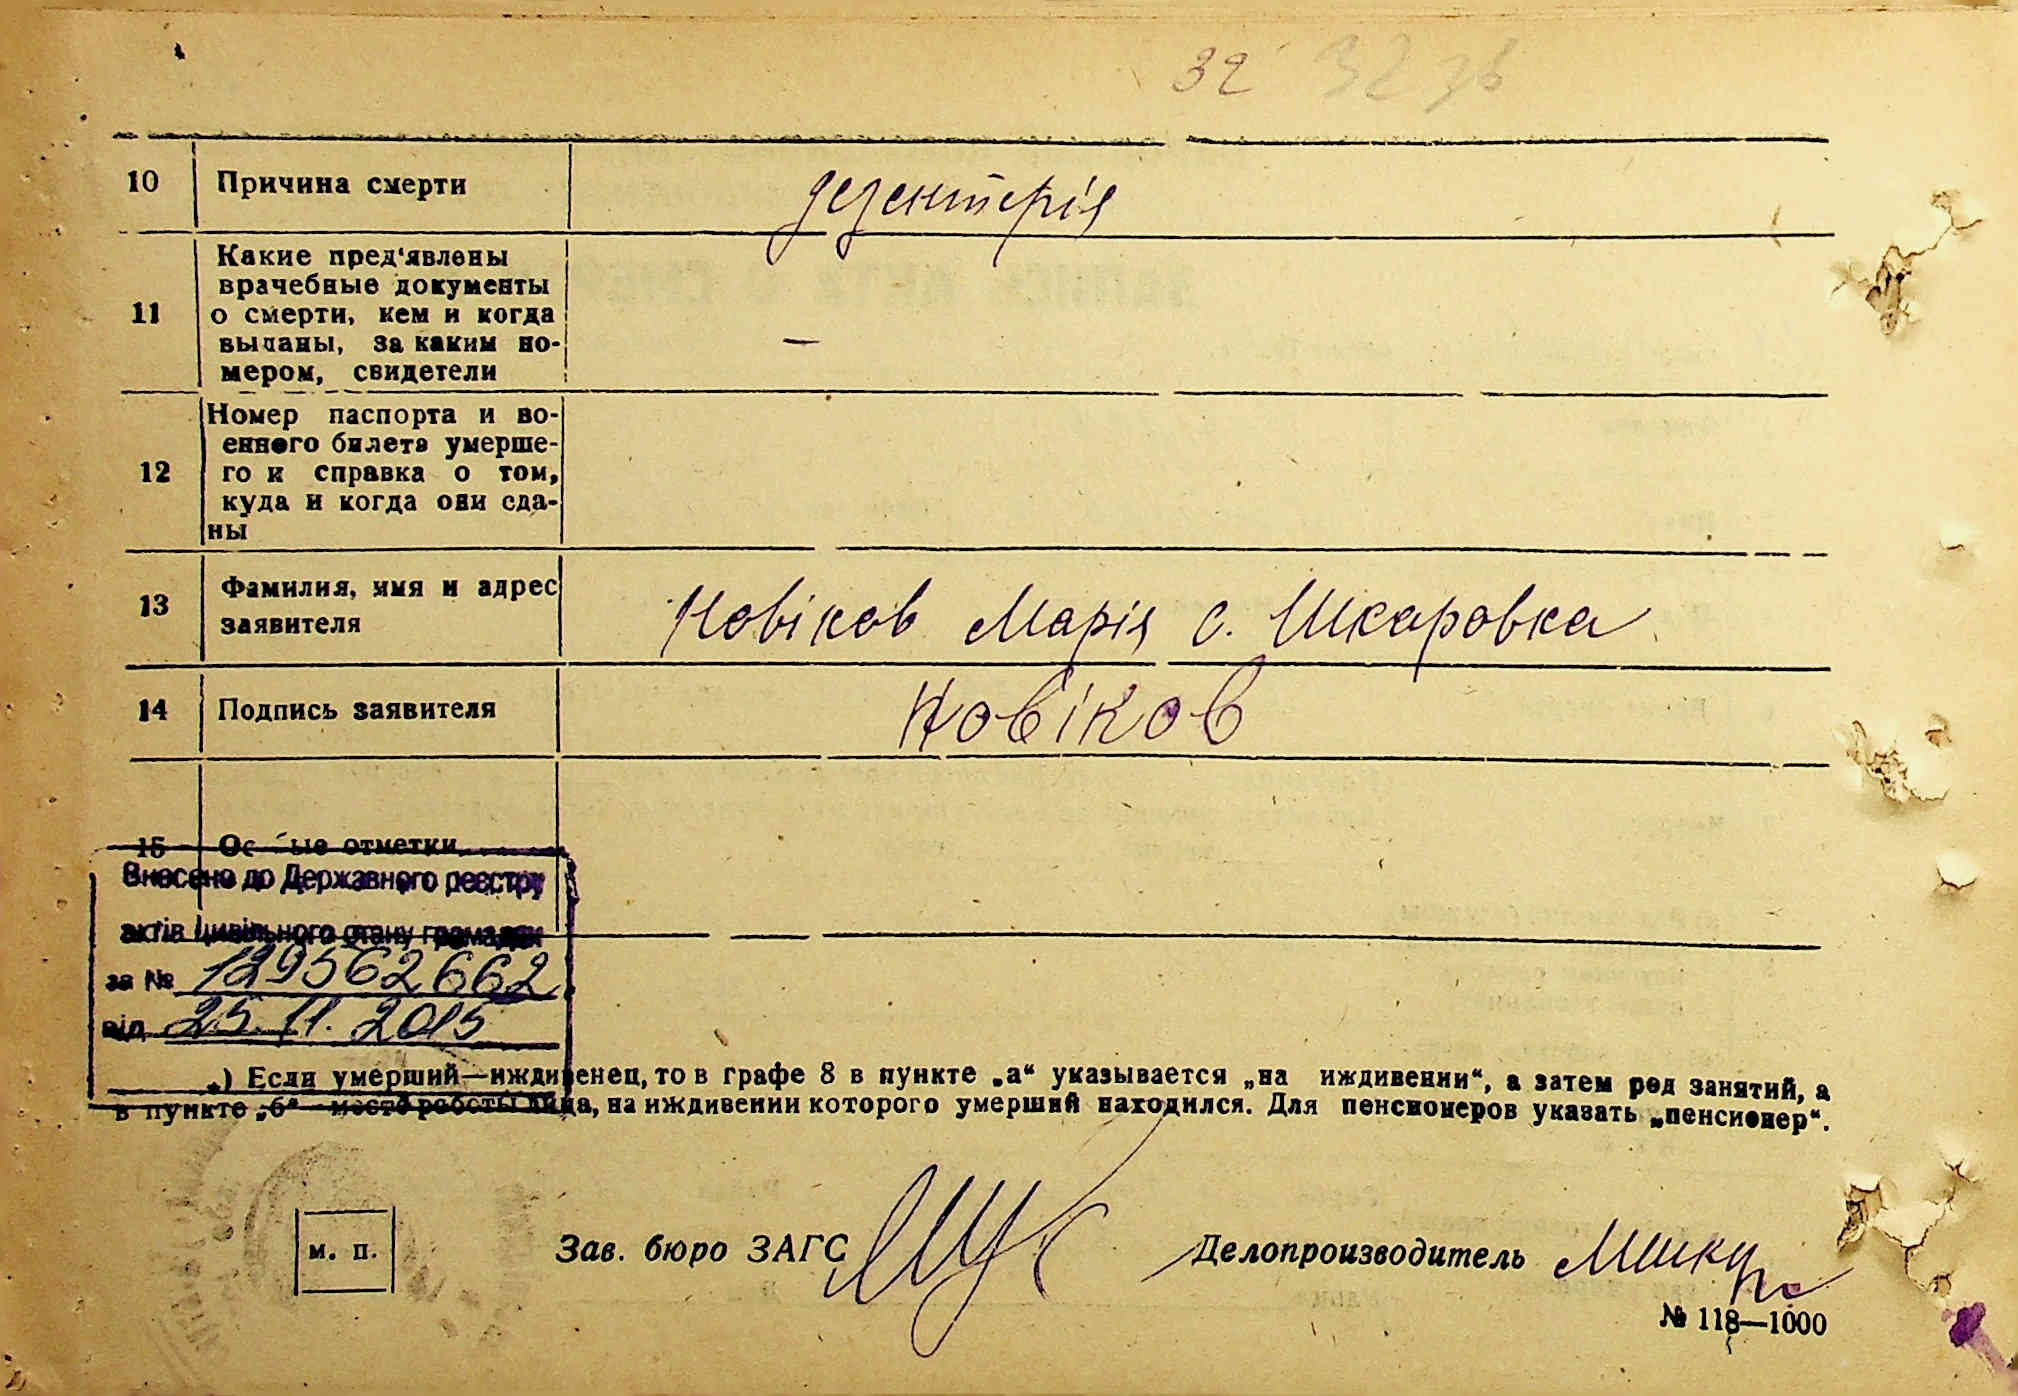 32 32 зв
10 Причина смерти дезентерія
11 Какие пред'явлены
врачебные документы
о смерти, кем и когда
выданы, за каким но-
мером, свидетели —
12 Номер паспорта и во-
енного билета умерше-
го и справка о том,
куда и когда они сда-
ны
13 Фамилия, имя и адрес
заявителя Новіков Марія с. Шкаровка
14 Подпись заявителя Новіков
15 Особые отметки
Внесено до Державного реєстру
актів цивільного стану громадян
за № 129562662
від 25.11.2015
*) Если умерший—иждивенец, то в графе 8 в пункте „а“ указывается „на иждивении“, а затем род занятий, а
в пункте „б“ место работы лица, на иждивении которого умерший находился. Для пенсионеров указать „пенсионер“.
м. п. Зав. бюро ЗАГС Делопроизводитель
№ 118—1000